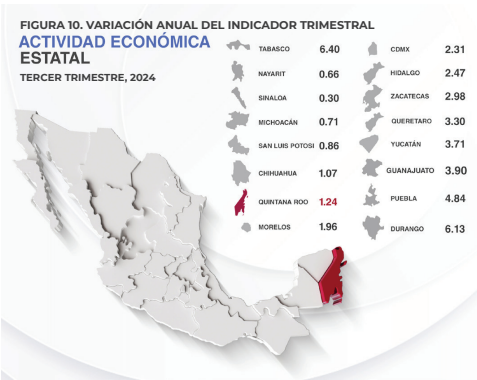 FIGURA 10. VARIACIÓN ANUAL DEL INDICADOR TRIMESTRAL
ACTIVIDAD ECONÓMICA
ESTATAL
TERCER TRIMESTRE, 2024
TABASCO 6.40
NAYARIT 0.66
SINALOA 0.30
MICHOACÁN 0.71
SAN LUIS POTOSI 0.86
CHIHUAHUA 1.07
QUINTANA ROO 1.24
MORELOS 1.96
CDMX 2.31
HIDALGO 2.47
ZACATECAS 2.98
QUERETARO 3.30
YUCATÁN 3.71
GUANAJUATO 3.90
PUEBLA 4.84
DURANGO 6.13